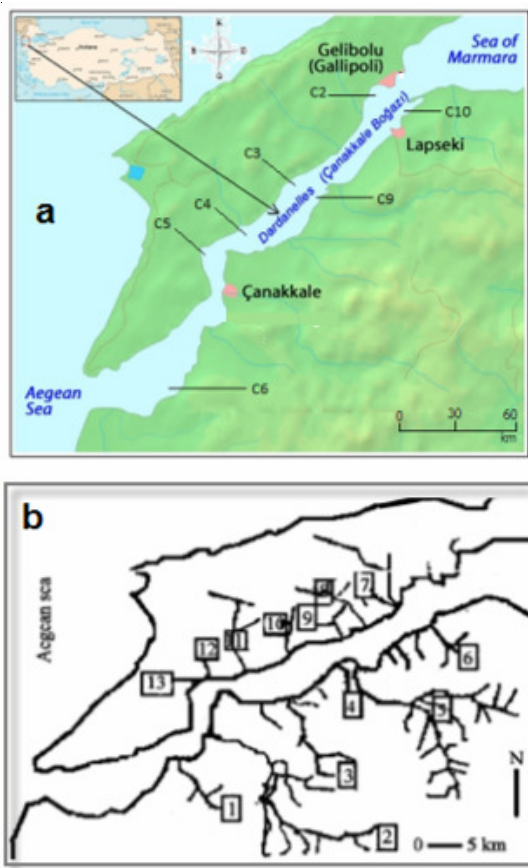 Ankara
Sea of
Marmara
Gelibolu
(Gallipoli)
C2
C10
Lapseki
C3
Dardanelles (Çanakkale Boğazı)
a
C4
C9
C5
Çanakkale
Aegean
Sea
C6
0 30 60
km
b
Aegean sea
7
9
10
11
12
13
6
4
5
3
N
1
2
0 5 km